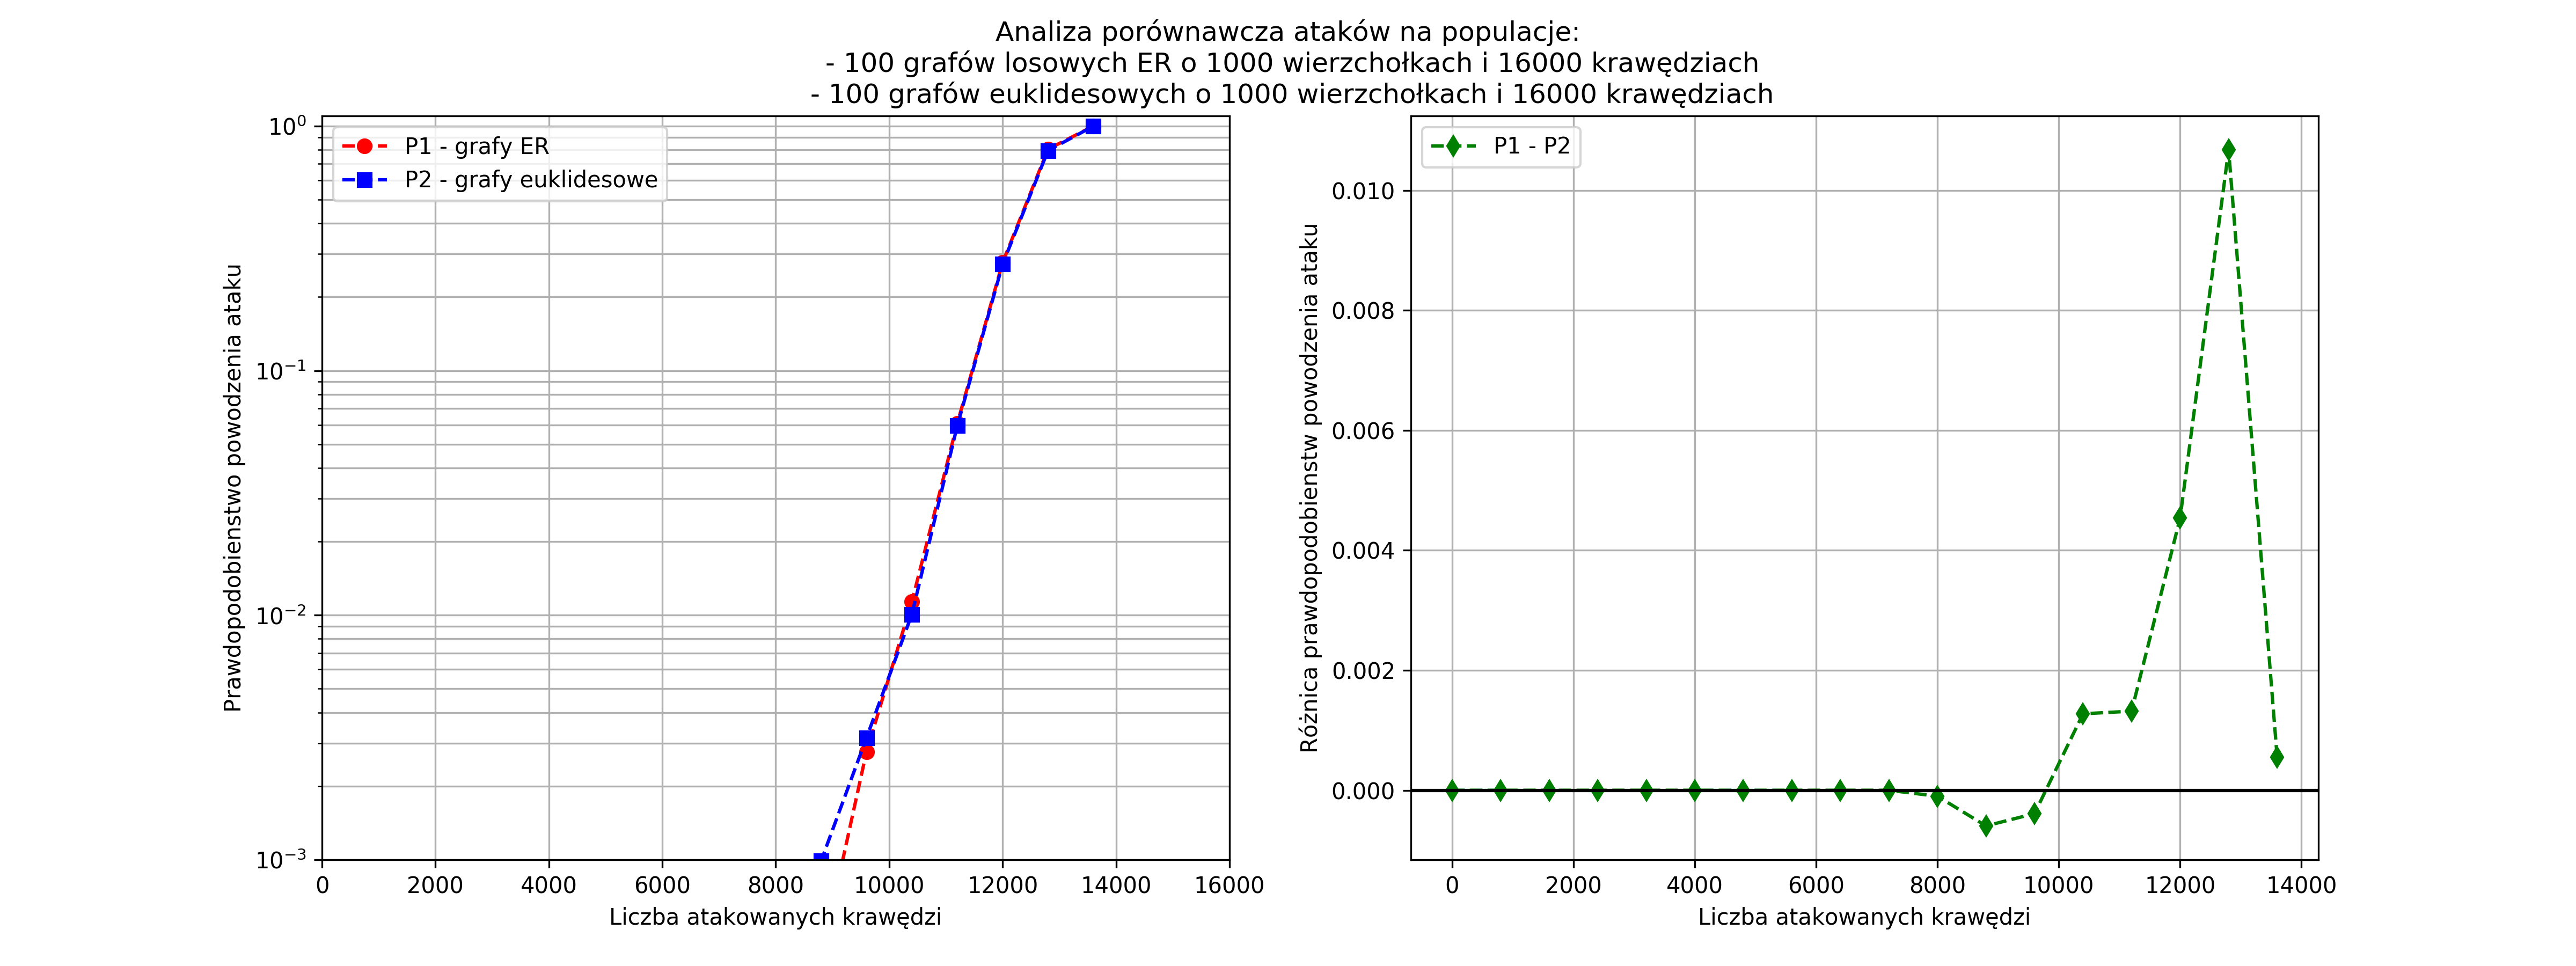 Analiza porównawcza ataków na populacje:
- 100 grafów losowych ER o 1000 wierzchołkach i 16000 krawędziach
- 100 grafów euklidesowych o 1000 wierzchołkach i 16000 krawędziach
P1 - grafy ER
P2 - grafy euklidesowe
Prawdopodobienstwo powodzenia ataku
10⁰
10⁻¹
10⁻²
10⁻³
0 2000 4000 6000 8000 10000 12000 14000 16000
Liczba atakowanych krawędzi
P1 - P2
Różnica prawdopodobienstw powodzenia ataku
0.010
0.008
0.006
0.004
0.002
0.000
0 2000 4000 6000 8000 10000 12000 14000
Liczba atakowanych krawędzi